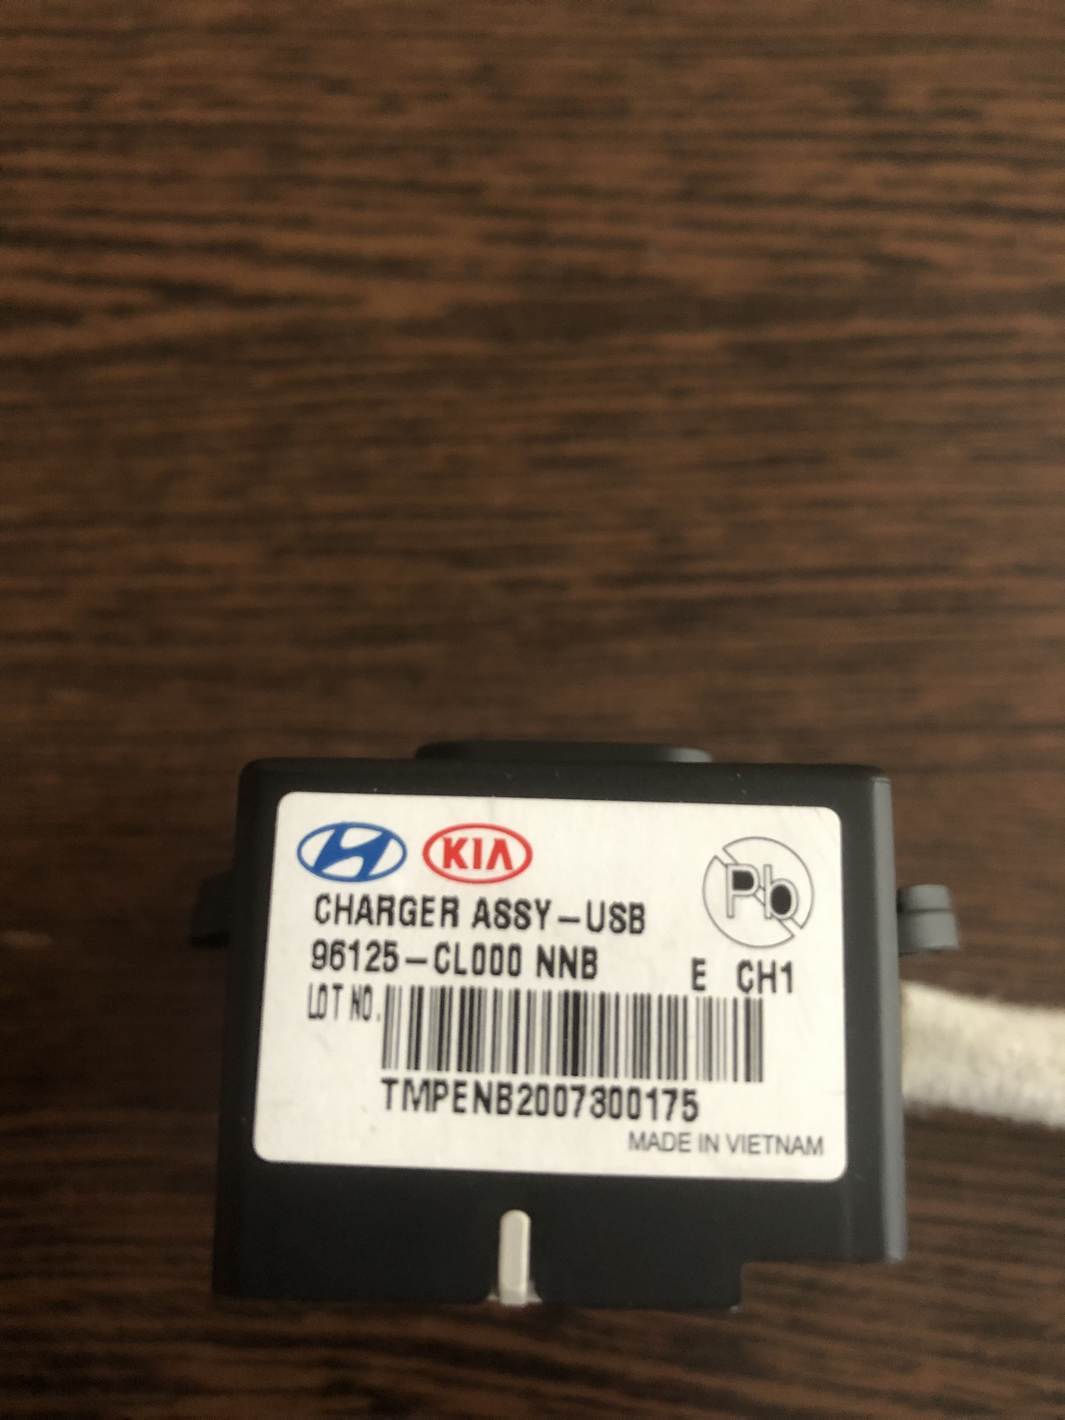 KIA
Pb
CHARGER ASSY-USB
96125-CL000 NNB E CH1
LOT NO.
TMPENB2007300175
MADE IN VIETNAM